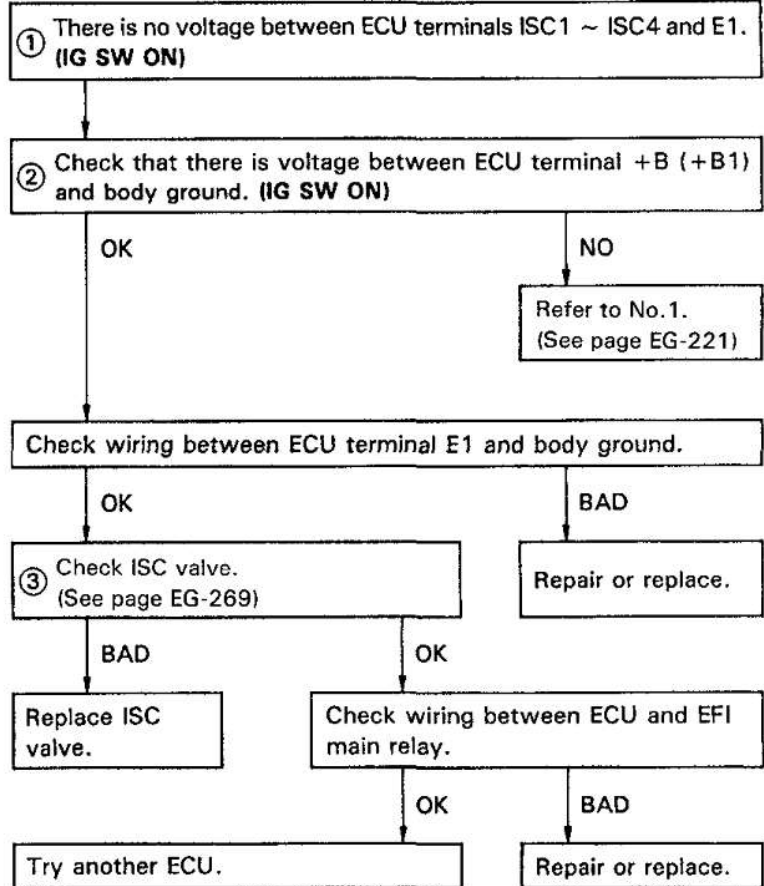 ① There is no voltage between ECU terminals ISC1 ~ ISC4 and E1.
(IG SW ON)
② Check that there is voltage between ECU terminal +B (+B1)
and body ground. (IG SW ON)
OK
NO
Refer to No.1.
(See page EG-221)
Check wiring between ECU terminal E1 and body ground.
OK
BAD
③ Check ISC valve.
(See page EG-269)
Repair or replace.
BAD
OK
Replace ISC
valve.
Check wiring between ECU and EFI
main relay.
OK
BAD
Try another ECU.
Repair or replace.